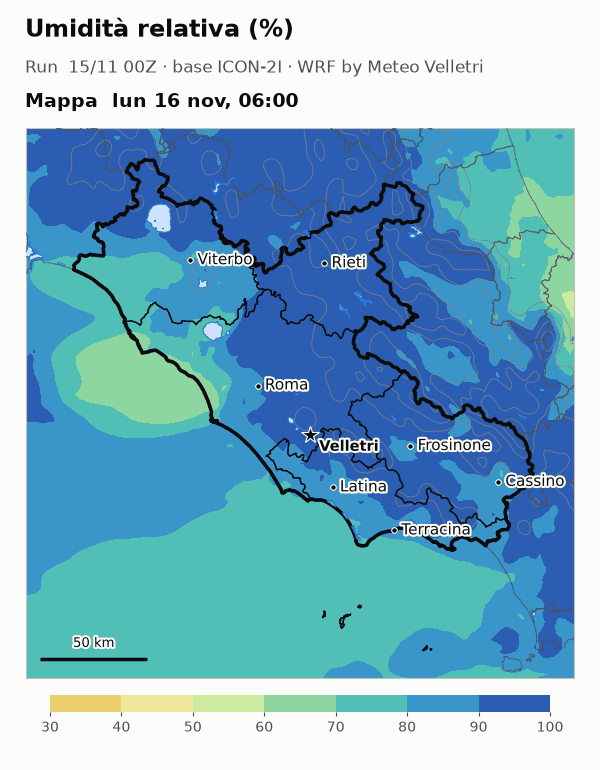 Umidità relativa (%)
Run  15/11 00Z · base ICON-2I · WRF by Meteo Velletri
Mappa  lun 16 nov, 06:00
Viterbo
Rieti
Roma
Velletri
Frosinone
Cassino
Latina
Terracina
50 km
30 40 50 60 70 80 90 100